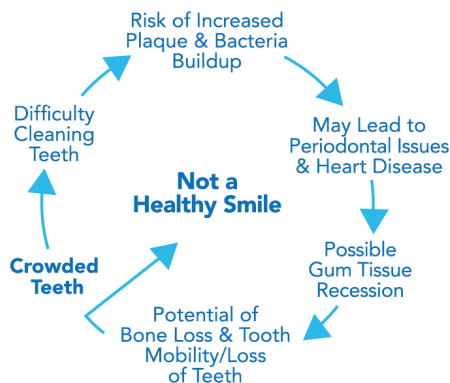 Risk of Increased
Plaque & Bacteria
Buildup
Difficulty
Cleaning
Teeth
May Lead to
Periodontal Issues
& Heart Disease
Not a
Healthy Smile
Crowded
Teeth
Possible
Gum Tissue
Recession
Potential of
Bone Loss & Tooth
Mobility/Loss
of Teeth